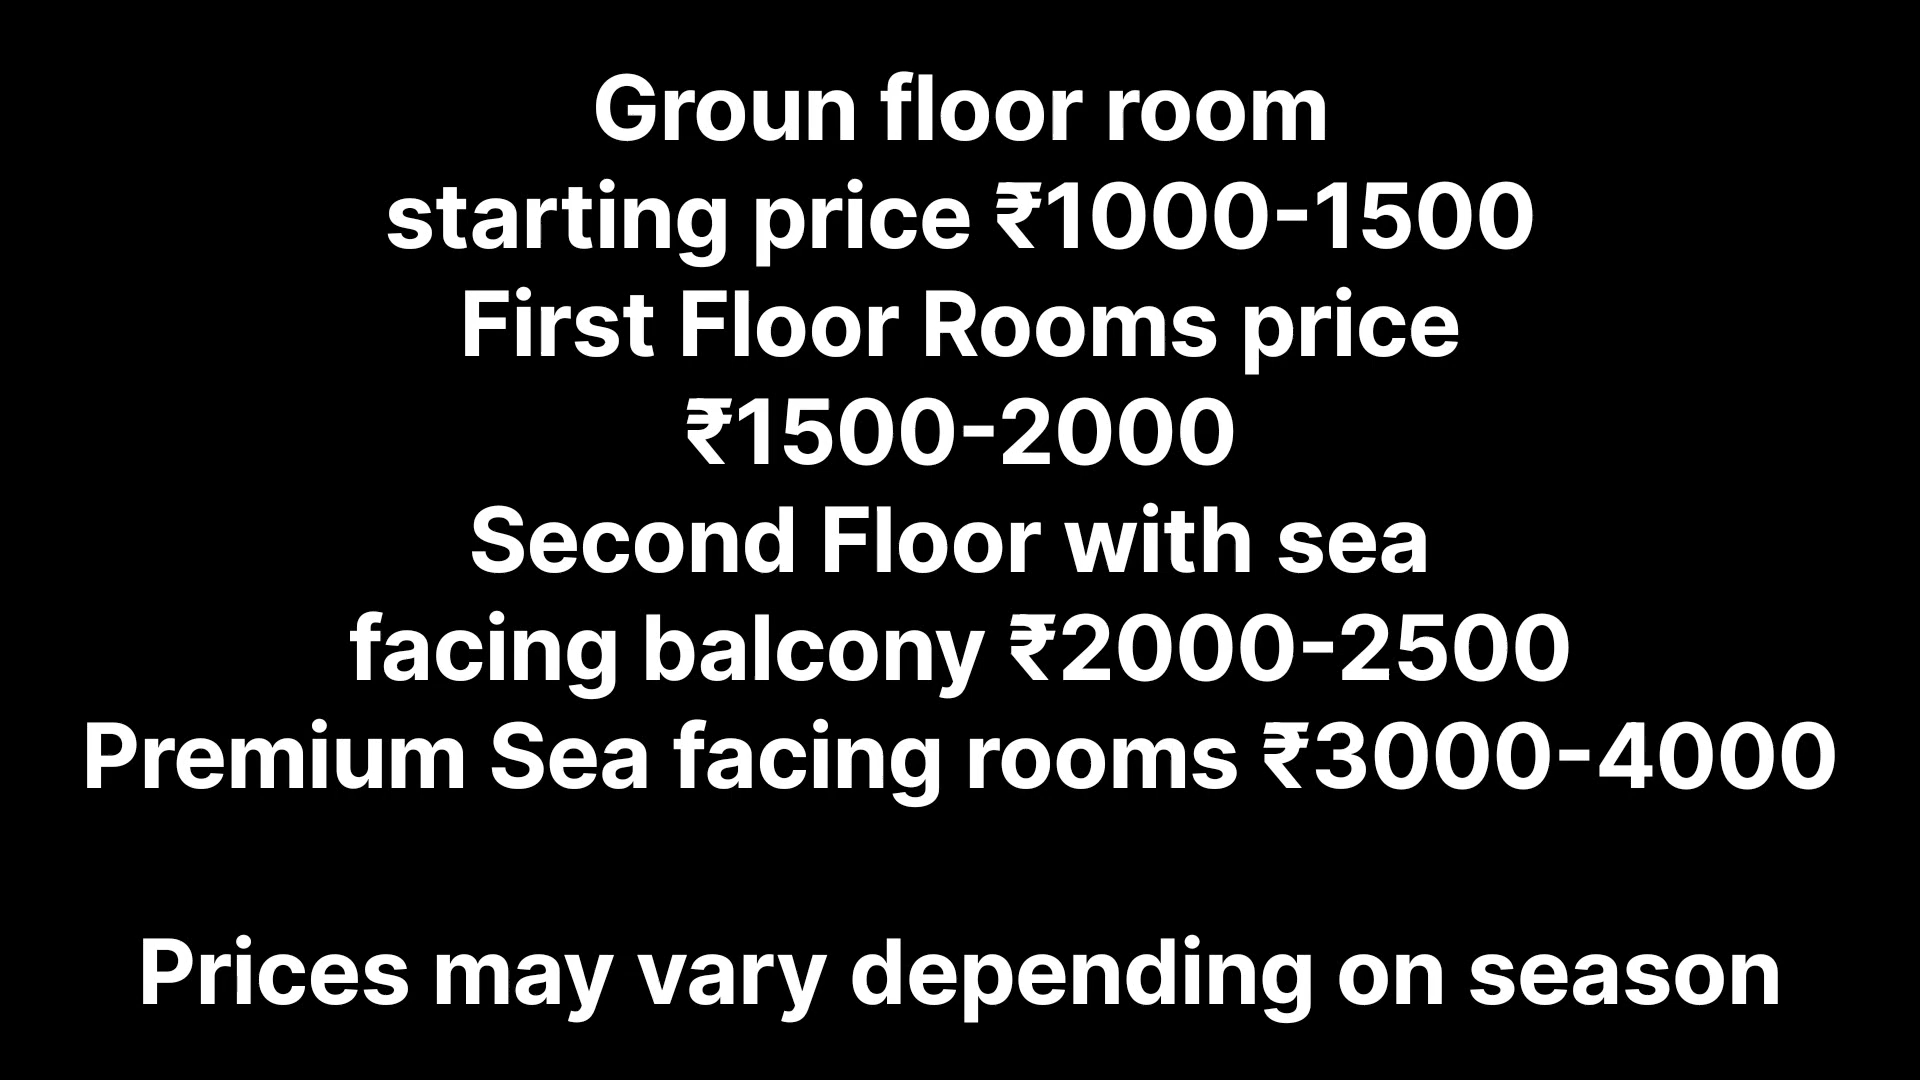 Groun floor room
starting price ₹1000-1500
First Floor Rooms price
₹1500-2000
Second Floor with sea
facing balcony ₹2000-2500
Premium Sea facing rooms ₹3000-4000
Prices may vary depending on season